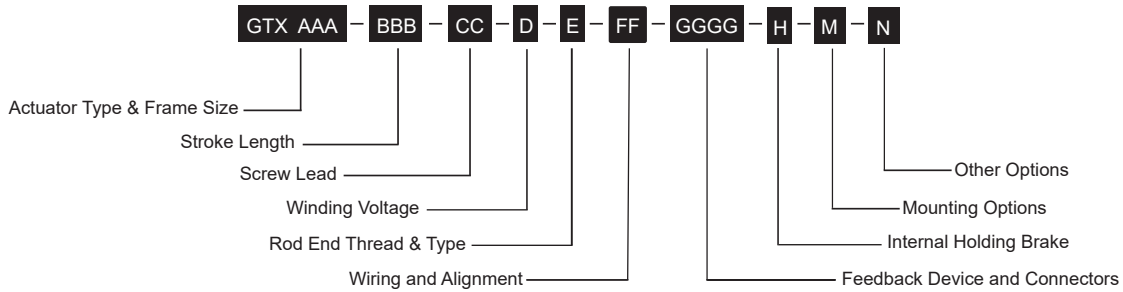 GTX AAA - BBB - CC - D - E - FF - GGGG - H - M - N
Actuator Type & Frame Size
Stroke Length
Screw Lead
Other Options
Winding Voltage
Mounting Options
Rod End Thread & Type
Internal Holding Brake
Wiring and Alignment
Feedback Device and Connectors